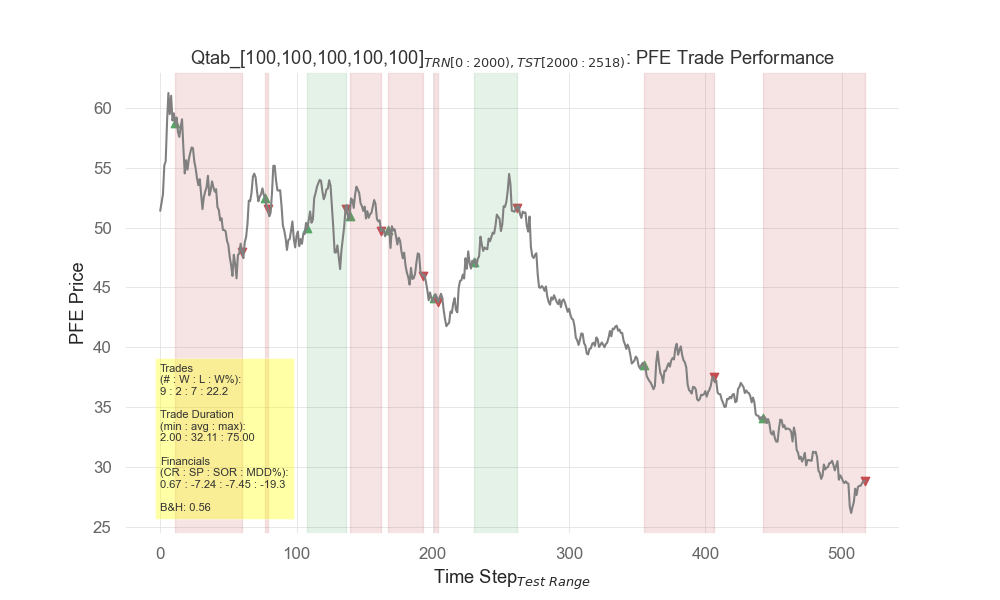 Qtab_[100,100,100,100,100]TRN[0 : 2000), TST[2000 : 2518): PFE Trade Performance
PFE Price
60
55
50
45
40
35
30
25
Trades
(# : W : L : W%):
9 : 2 : 7 : 22.2
Trade Duration
(min : avg : max):
2.00 : 32.11 : 75.00
Financials
(CR : SP : SOR : MDD%):
0.67 : -7.24 : -7.45 : -19.3
B&H: 0.56
0 100 200 300 400 500
Time StepTest Range